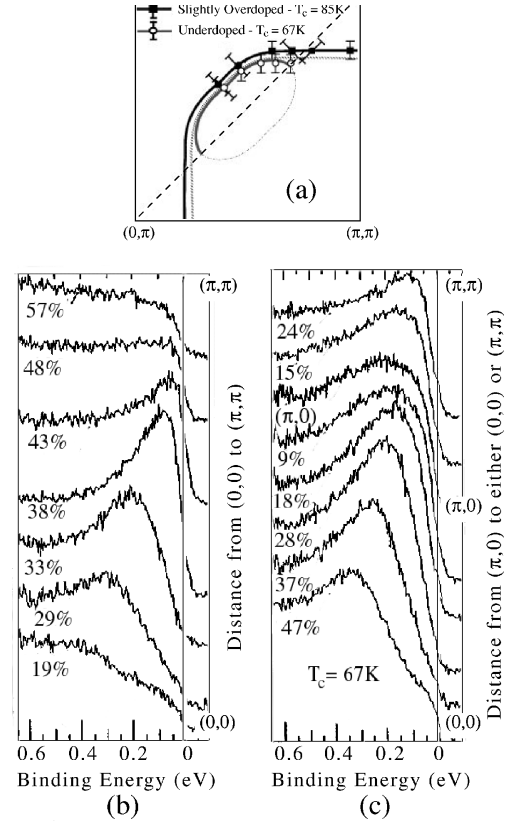 Slightly Overdoped - Tc = 85K
Underdoped - Tc = 67K
(a)
(0,π)
(π,π)
(π,π)
57%
48%
43%
38%
33%
29%
19%
(0,0)
Distance from (0,0) to (π,π)
0.6 0.4 0.2 0
Binding Energy (eV)
(b)
(π,π)
24%
15%
(π,0)
9%
(π,0)
18%
28%
37%
47%
Tc = 67K
(0,0)
Distance from (π,0) to either (0,0) or (π,π)
0.6 0.4 0.2 0
Binding Energy (eV)
(c)